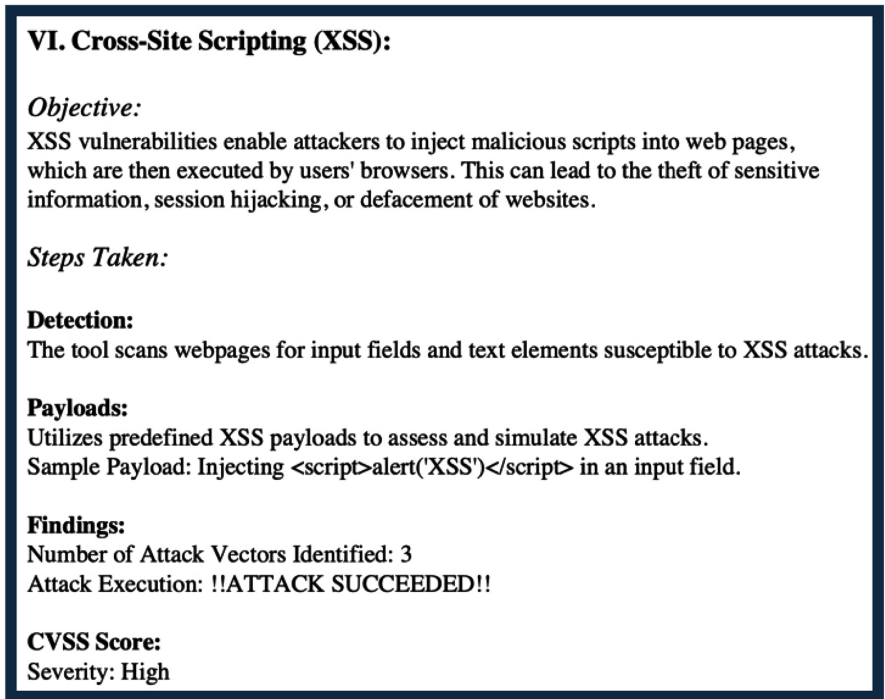 VI. Cross-Site Scripting (XSS):
Objective:
XSS vulnerabilities enable attackers to inject malicious scripts into web pages,
which are then executed by users' browsers. This can lead to the theft of sensitive
information, session hijacking, or defacement of websites.
Steps Taken:
Detection:
The tool scans webpages for input fields and text elements susceptible to XSS attacks.
Payloads:
Utilizes predefined XSS payloads to assess and simulate XSS attacks.
Sample Payload: Injecting <script>alert('XSS')</script> in an input field.
Findings:
Number of Attack Vectors Identified: 3
Attack Execution: !!ATTACK SUCCEEDED!!
CVSS Score:
Severity: High